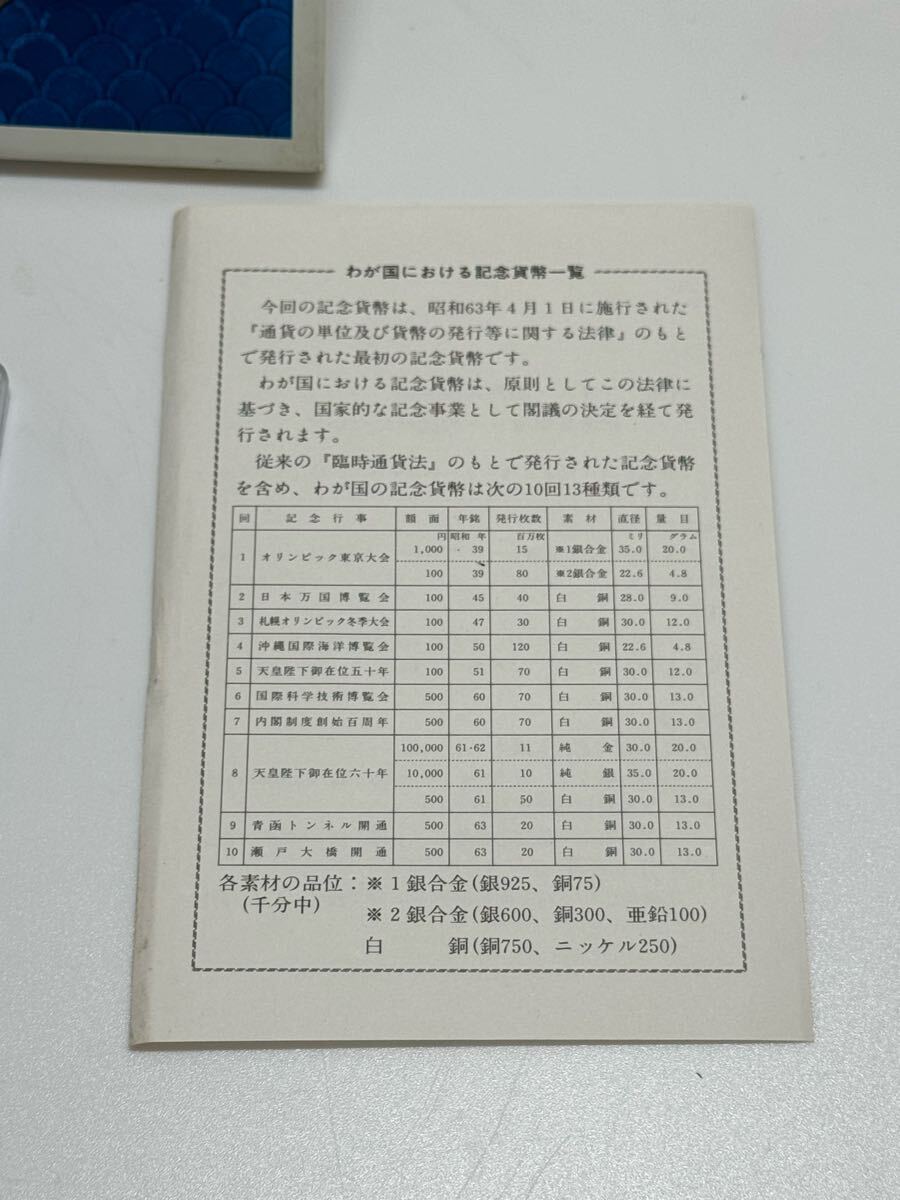 わが国における記念貨幣一覧
今回の記念貨幣は、昭和63年4月1日に施行された
『通貨の単位及び貨幣の発行等に関する法律』のもと
で発行された最初の記念貨幣です。
わが国における記念貨幣は、原則としてこの法律に
基づき、国家的な記念事業として閣議の決定を経て発
行されます。
従来の『臨時通貨法』のもとで発行された記念貨幣
を含め、わが国の記念貨幣は次の10回13種類です。
回 記念行事 額面 年銘 発行枚数 素材 直径 量目
円 昭和 年 百万枚 ミリ グラム
1 オリンピック東京大会 1,000 39 15 ※1銀合金 35.0 20.0
100 39 80 ※2銀合金 22.6 4.8
2 日本万国博覧会 100 45 40 白銅 28.0 9.0
3 札幌オリンピック冬季大会 100 47 30 白銅 30.0 12.0
4 沖縄国際海洋博覧会 100 50 120 白銅 22.6 4.8
5 天皇陛下御在位五十年 100 51 70 白銅 30.0 12.0
6 国際科学技術博覧会 500 60 70 白銅 30.0 13.0
7 内閣制度創始百周年 500 60 70 白銅 30.0 13.0
8 天皇陛下御在位六十年 100,000 61·62 11 純金 30.0 20.0
10,000 61 10 純銀 35.0 20.0
500 61 50 白銅 30.0 13.0
9 青函トンネル開通 500 63 20 白銅 30.0 13.0
10 瀬戸大橋開通 500 63 20 白銅 30.0 13.0
各素材の品位：※1銀合金(銀925、銅75)
(千分中) ※2銀合金(銀600、銅300、亜鉛100)
白銅(銅750、ニッケル250)